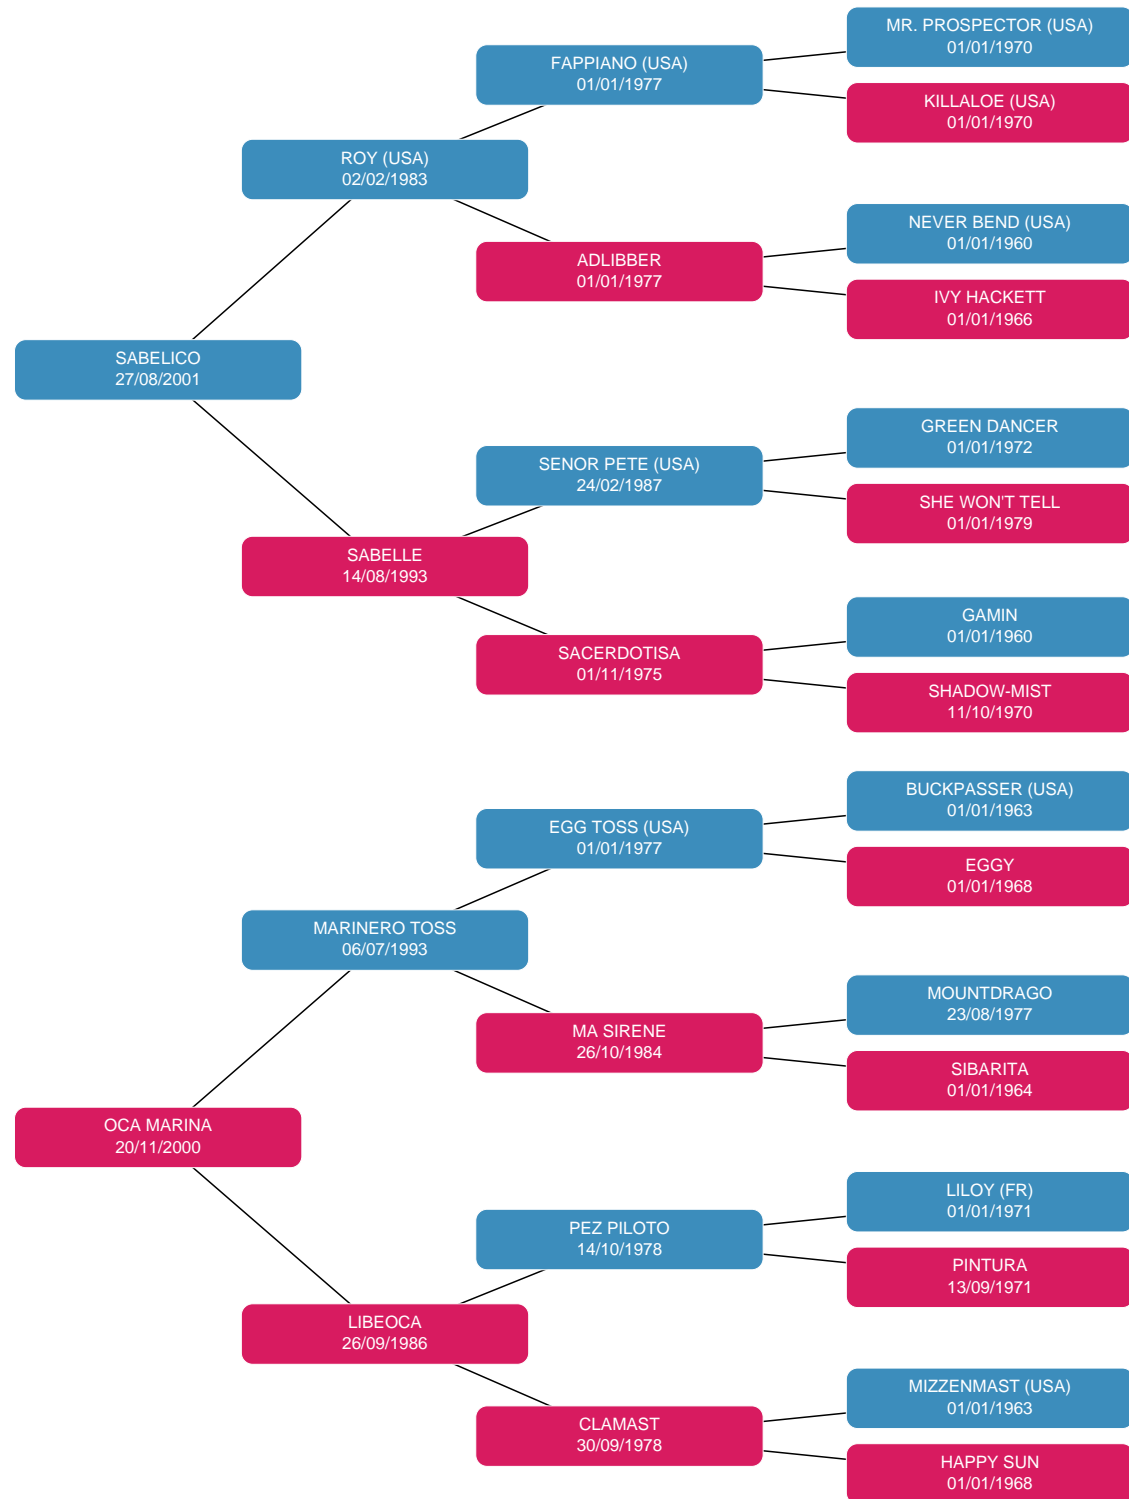 MR. PROSPECTOR (USA)
01/01/1970
FAPPIANO (USA)
01/01/1977
KILLALOE (USA)
01/01/1970
ROY (USA)
02/02/1983
NEVER BEND (USA)
01/01/1960
ADLIBBER
01/01/1977
IVY HACKETT
01/01/1966
SABELICO
27/08/2001
GREEN DANCER
01/01/1972
SENOR PETE (USA)
24/02/1987
SHE WON'T TELL
01/01/1979
SABELLE
14/08/1993
GAMIN
01/01/1960
SACERDOTISA
01/11/1975
SHADOW-MIST
11/10/1970
BUCKPASSER (USA)
01/01/1963
EGG TOSS (USA)
01/01/1977
EGGY
01/01/1968
MARINERO TOSS
06/07/1993
MOUNTDRAGO
23/08/1977
MA SIRENE
26/10/1984
SIBARITA
01/01/1964
OCA MARINA
20/11/2000
LILOY (FR)
01/01/1971
PEZ PILOTO
14/10/1978
PINTURA
13/09/1971
LIBEOCA
26/09/1986
MIZZENMAST (USA)
01/01/1963
CLAMAST
30/09/1978
HAPPY SUN
01/01/1968